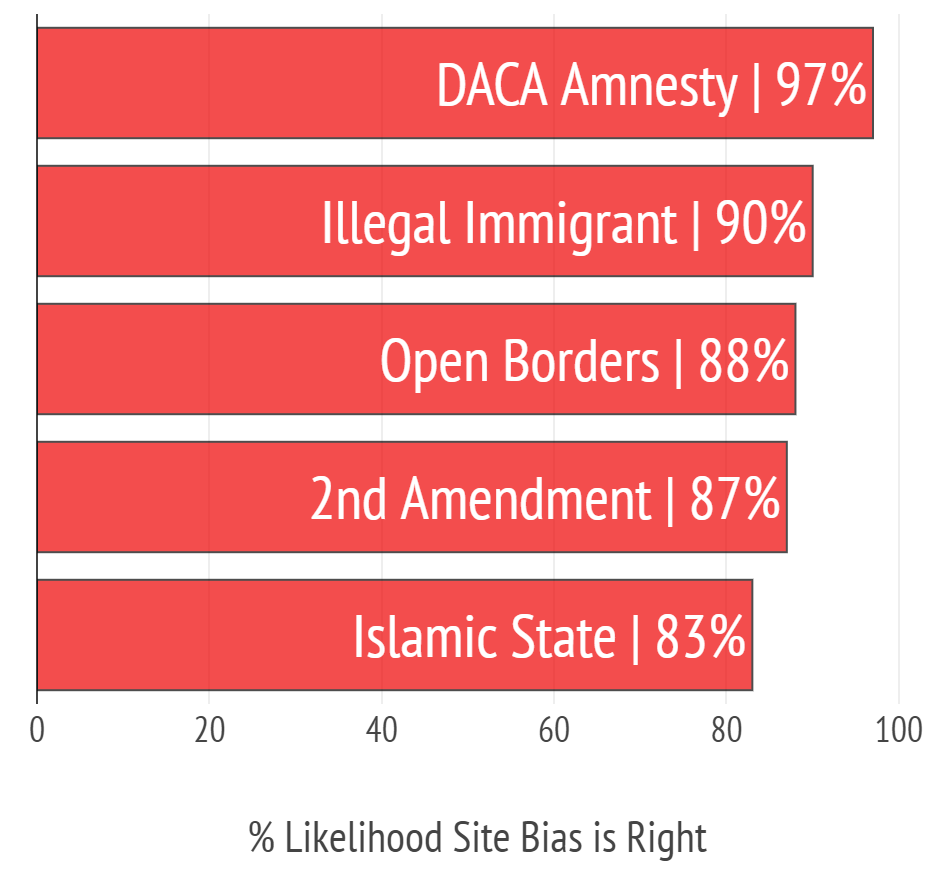 DACA Amnesty | 97%
Illegal Immigrant | 90%
Open Borders | 88%
2nd Amendment | 87%
Islamic State | 83%
0 20 40 60 80 100
% Likelihood Site Bias is Right